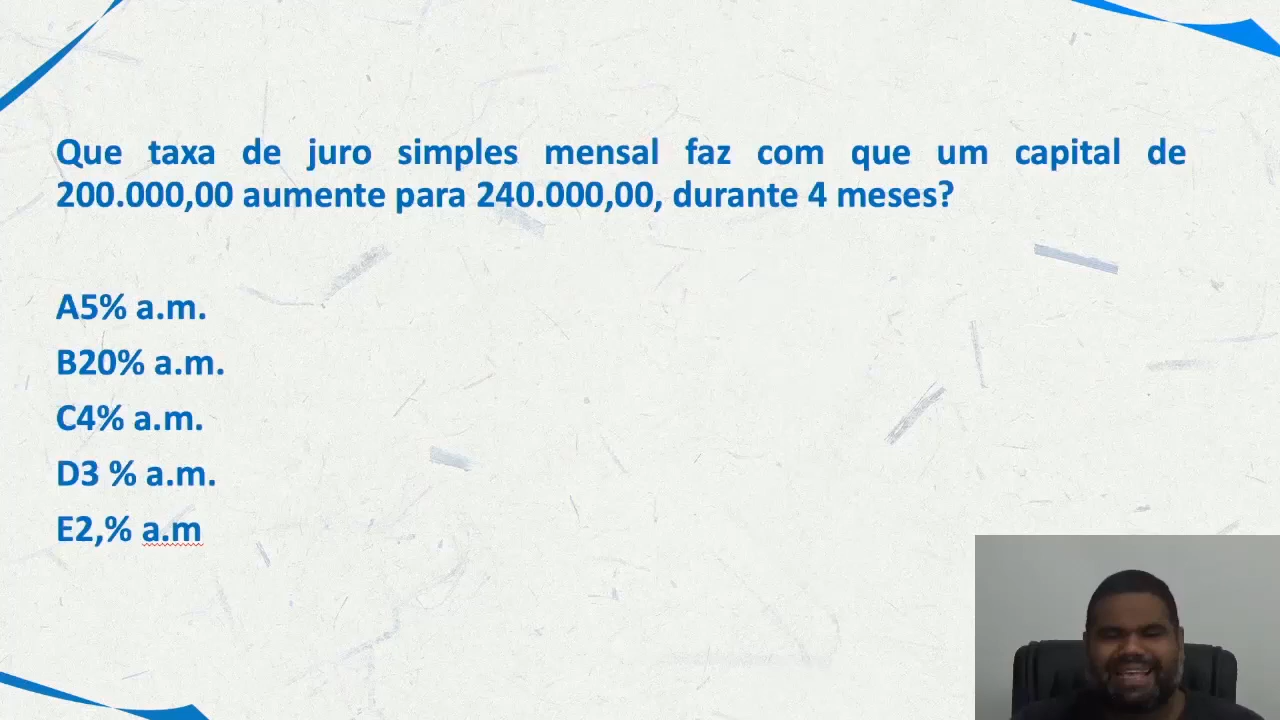 Que taxa de juro simples mensal faz com que um capital de
200.000,00 aumente para 240.000,00, durante 4 meses?
A5% a.m.
B20% a.m.
C4% a.m.
D3 % a.m.
E2,% a.m